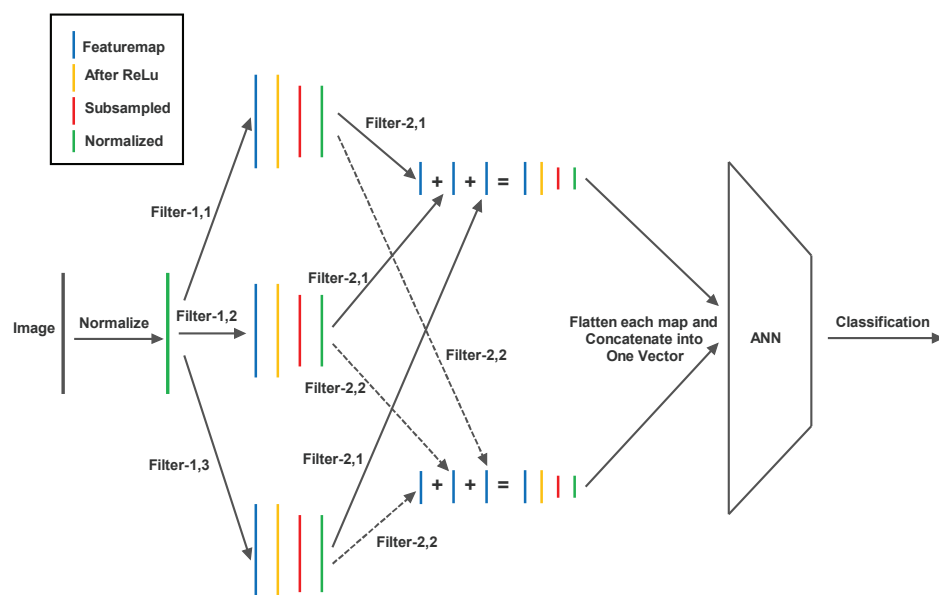 Featuremap
After ReLu
Subsampled
Normalized
Filter-2,1
+ + =
Filter-1,1
Filter-2,1
Image
Normalize
Filter-1,2
Flatten each map and
Concatenate into
One Vector
ANN
Classification
Filter-2,2
Filter-2,2
Filter-2,1
Filter-1,3
+ + =
Filter-2,2